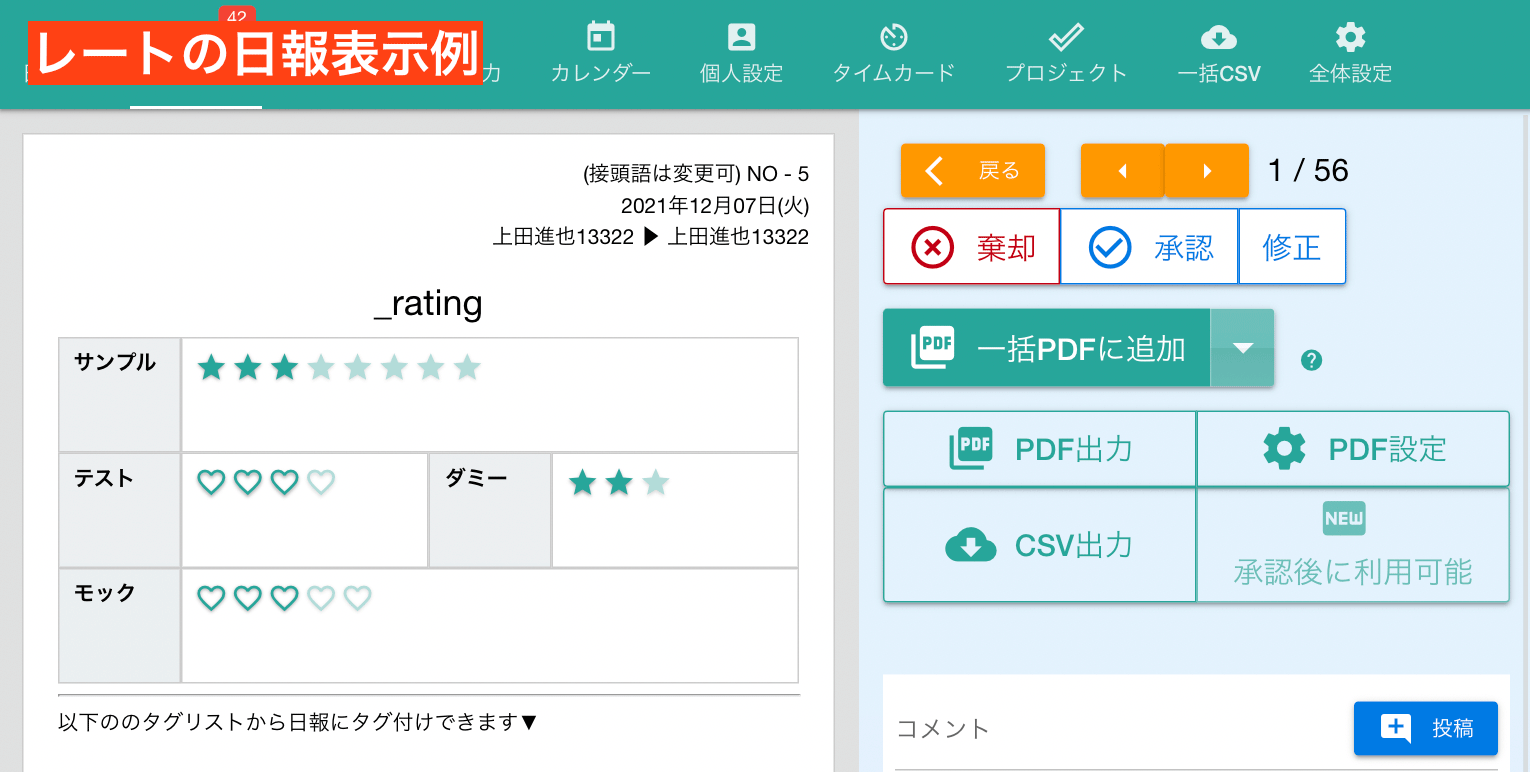 42
レートの日報表示例
力
カレンダー
個人設定
タイムカード
プロジェクト
一括CSV
全体設定
(接頭語は変更可) NO - 5
2021年12月07日(火)
上田進也13322 ▶ 上田進也13322
_rating
サンプル
テスト
ダミー
モック
以下ののタグリストから日報にタグ付けできます▼
戻る
1 / 56
棄却
承認
修正
PDF
一括PDFに追加
?
PDF
PDF出力
PDF設定
CSV出力
NEW
承認後に利用可能
コメント
投稿